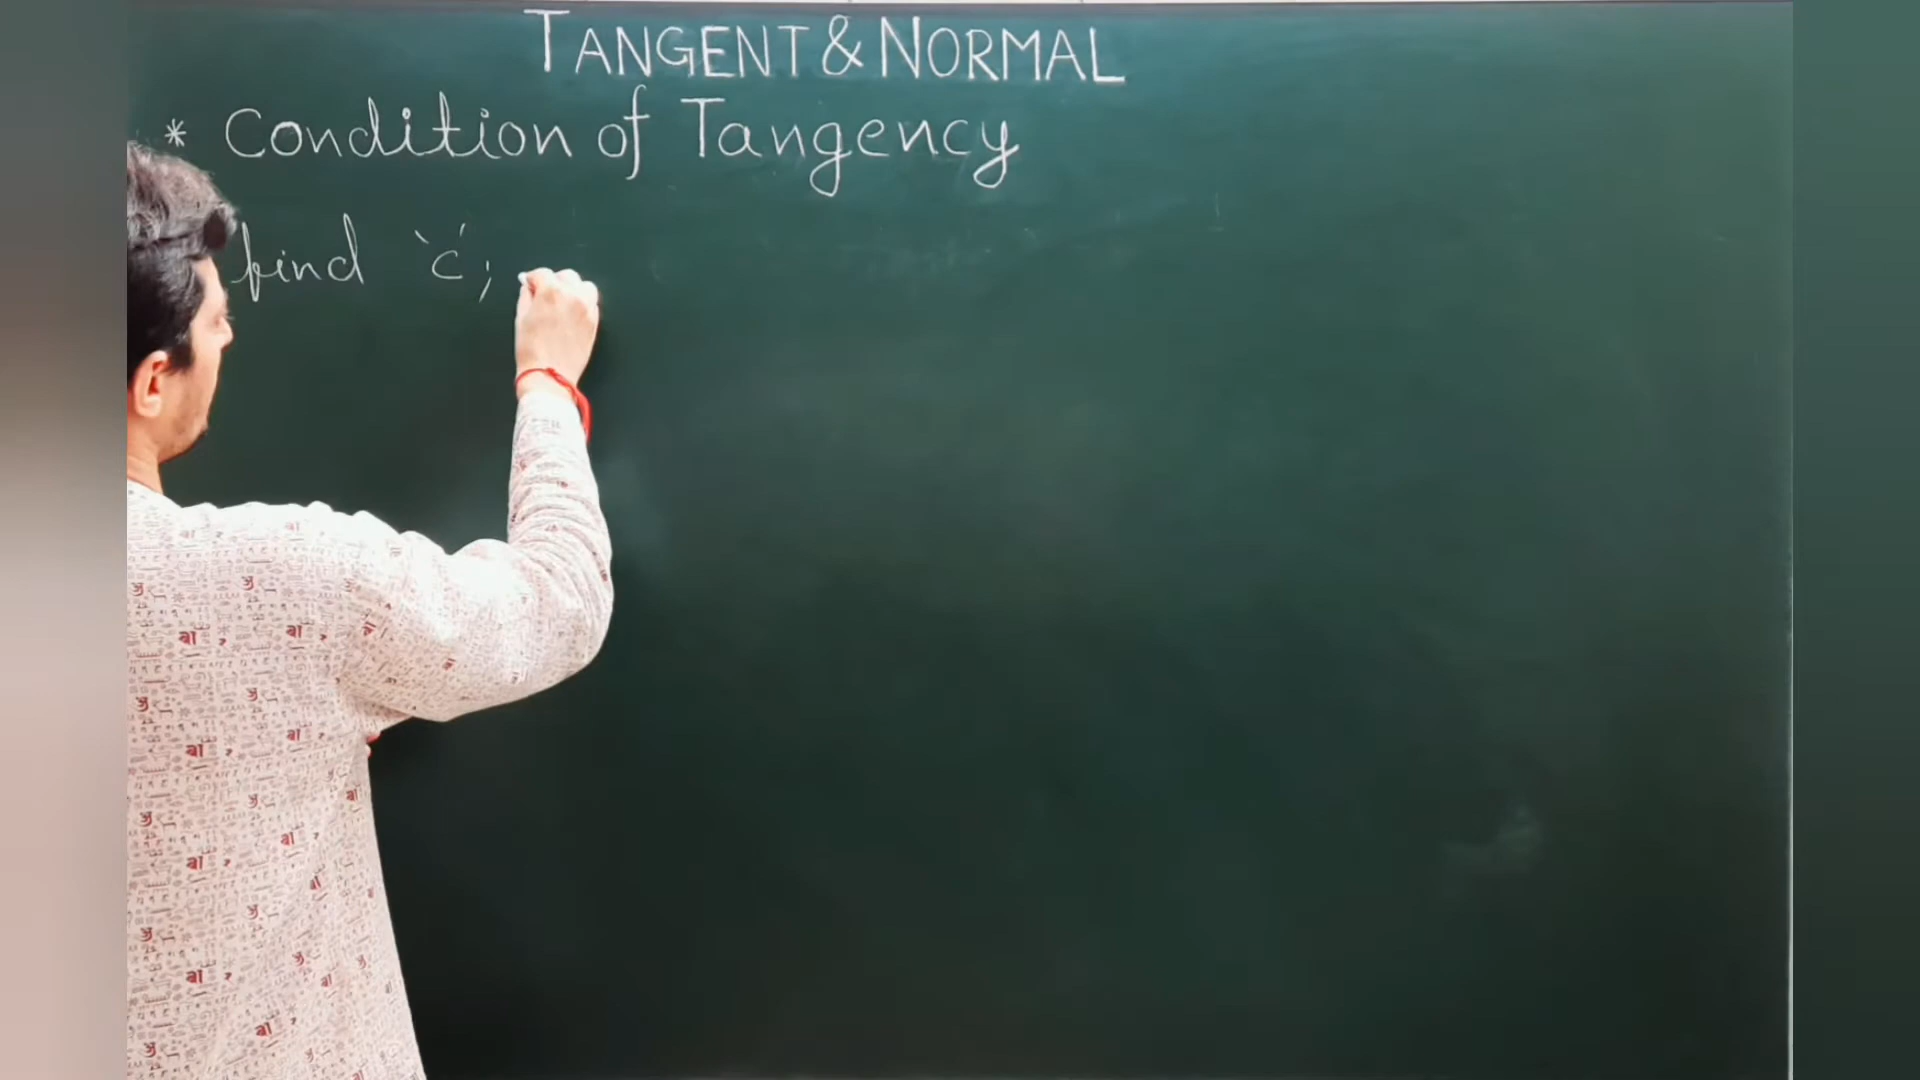 TANGENT & NORMAL
* Condition of Tangency
find 'c';